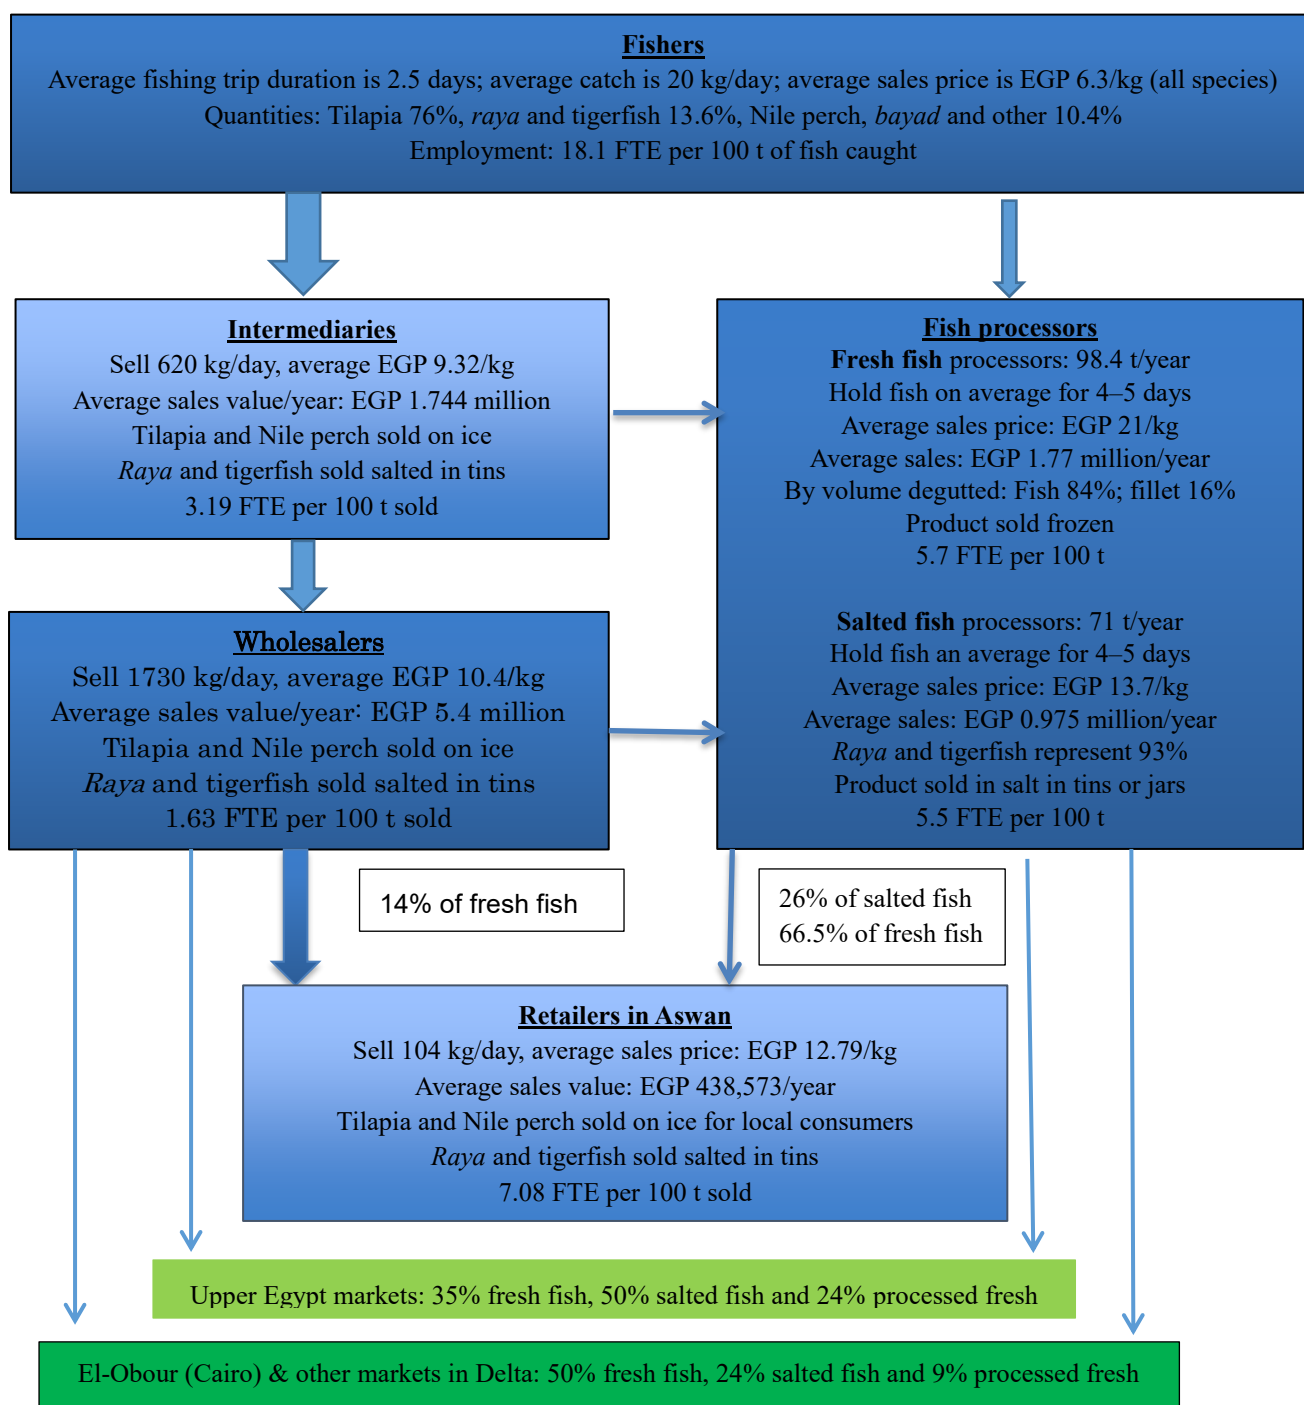 Fishers
Average fishing trip duration is 2.5 days; average catch is 20 kg/day; average sales price is EGP 6.3/kg (all species)
Quantities: Tilapia 76%, raya and tigerfish 13.6%, Nile perch, bayad and other 10.4%
Employment: 18.1 FTE per 100 t of fish caught
Intermediaries
Sell 620 kg/day, average EGP 9.32/kg
Average sales value/year: EGP 1.744 million
Tilapia and Nile perch sold on ice
Raya and tigerfish sold salted in tins
3.19 FTE per 100 t sold
Fish processors
Fresh fish processors: 98.4 t/year
Hold fish on average for 4–5 days
Average sales price: EGP 21/kg
Average sales: EGP 1.77 million/year
By volume degutted: Fish 84%; fillet 16%
Product sold frozen
5.7 FTE per 100 t
Salted fish processors: 71 t/year
Hold fish an average for 4–5 days
Average sales price: EGP 13.7/kg
Average sales: EGP 0.975 million/year
Raya and tigerfish represent 93%
Product sold in salt in tins or jars
5.5 FTE per 100 t
Wholesalers
Sell 1730 kg/day, average EGP 10.4/kg
Average sales value/year: EGP 5.4 million
Tilapia and Nile perch sold on ice
Raya and tigerfish sold salted in tins
1.63 FTE per 100 t sold
14% of fresh fish
26% of salted fish
66.5% of fresh fish
Retailers in Aswan
Sell 104 kg/day, average sales price: EGP 12.79/kg
Average sales value: EGP 438,573/year
Tilapia and Nile perch sold on ice for local consumers
Raya and tigerfish sold salted in tins
7.08 FTE per 100 t sold
Upper Egypt markets: 35% fresh fish, 50% salted fish and 24% processed fresh
El-Obour (Cairo) & other markets in Delta: 50% fresh fish, 24% salted fish and 9% processed fresh